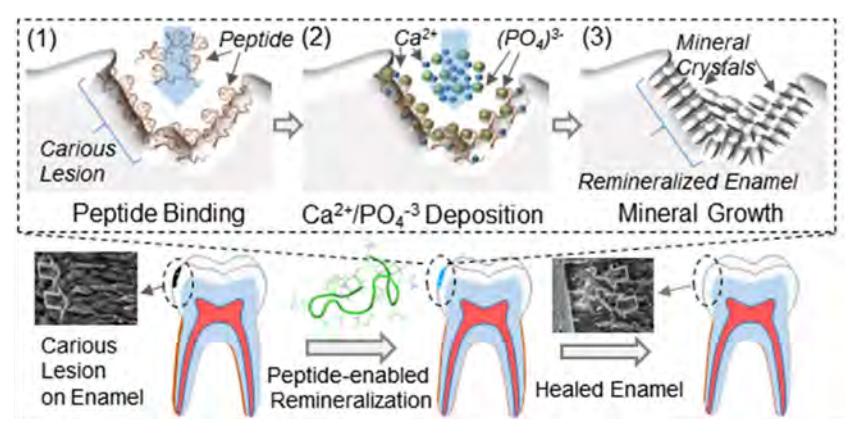 (1)
Peptide
(2)
Ca²⁺
(PO₄)³⁻
(3)
Mineral
Crystals
Carious
Lesion
Remineralized Enamel
Peptide Binding
Ca²⁺/PO₄⁻³ Deposition
Mineral Growth
Carious
Lesion
on Enamel
Peptide-enabled
Remineralization
Healed Enamel